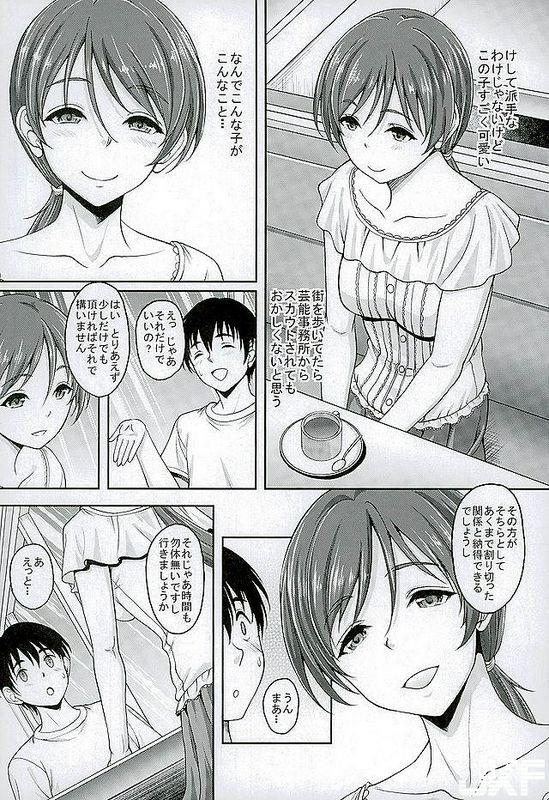 けして派手な
わけじゃないけど
この子すごく可愛い
街を歩いてたら
芸能事務所から
スカウトされても
おかしくないと思う
なんでこんな子が
こんなこと…
えっ じゃあ
それだけで
いいの？
はい とりあえず
少しだけでも
頂ければそれで
構いません
その方が
そちらとして
あくまで割り切った
関係と納得できる
でしょうし
うん
まあ…
それじゃあ時間も
勿体無いですし
行きましょうか
あ
えっと…